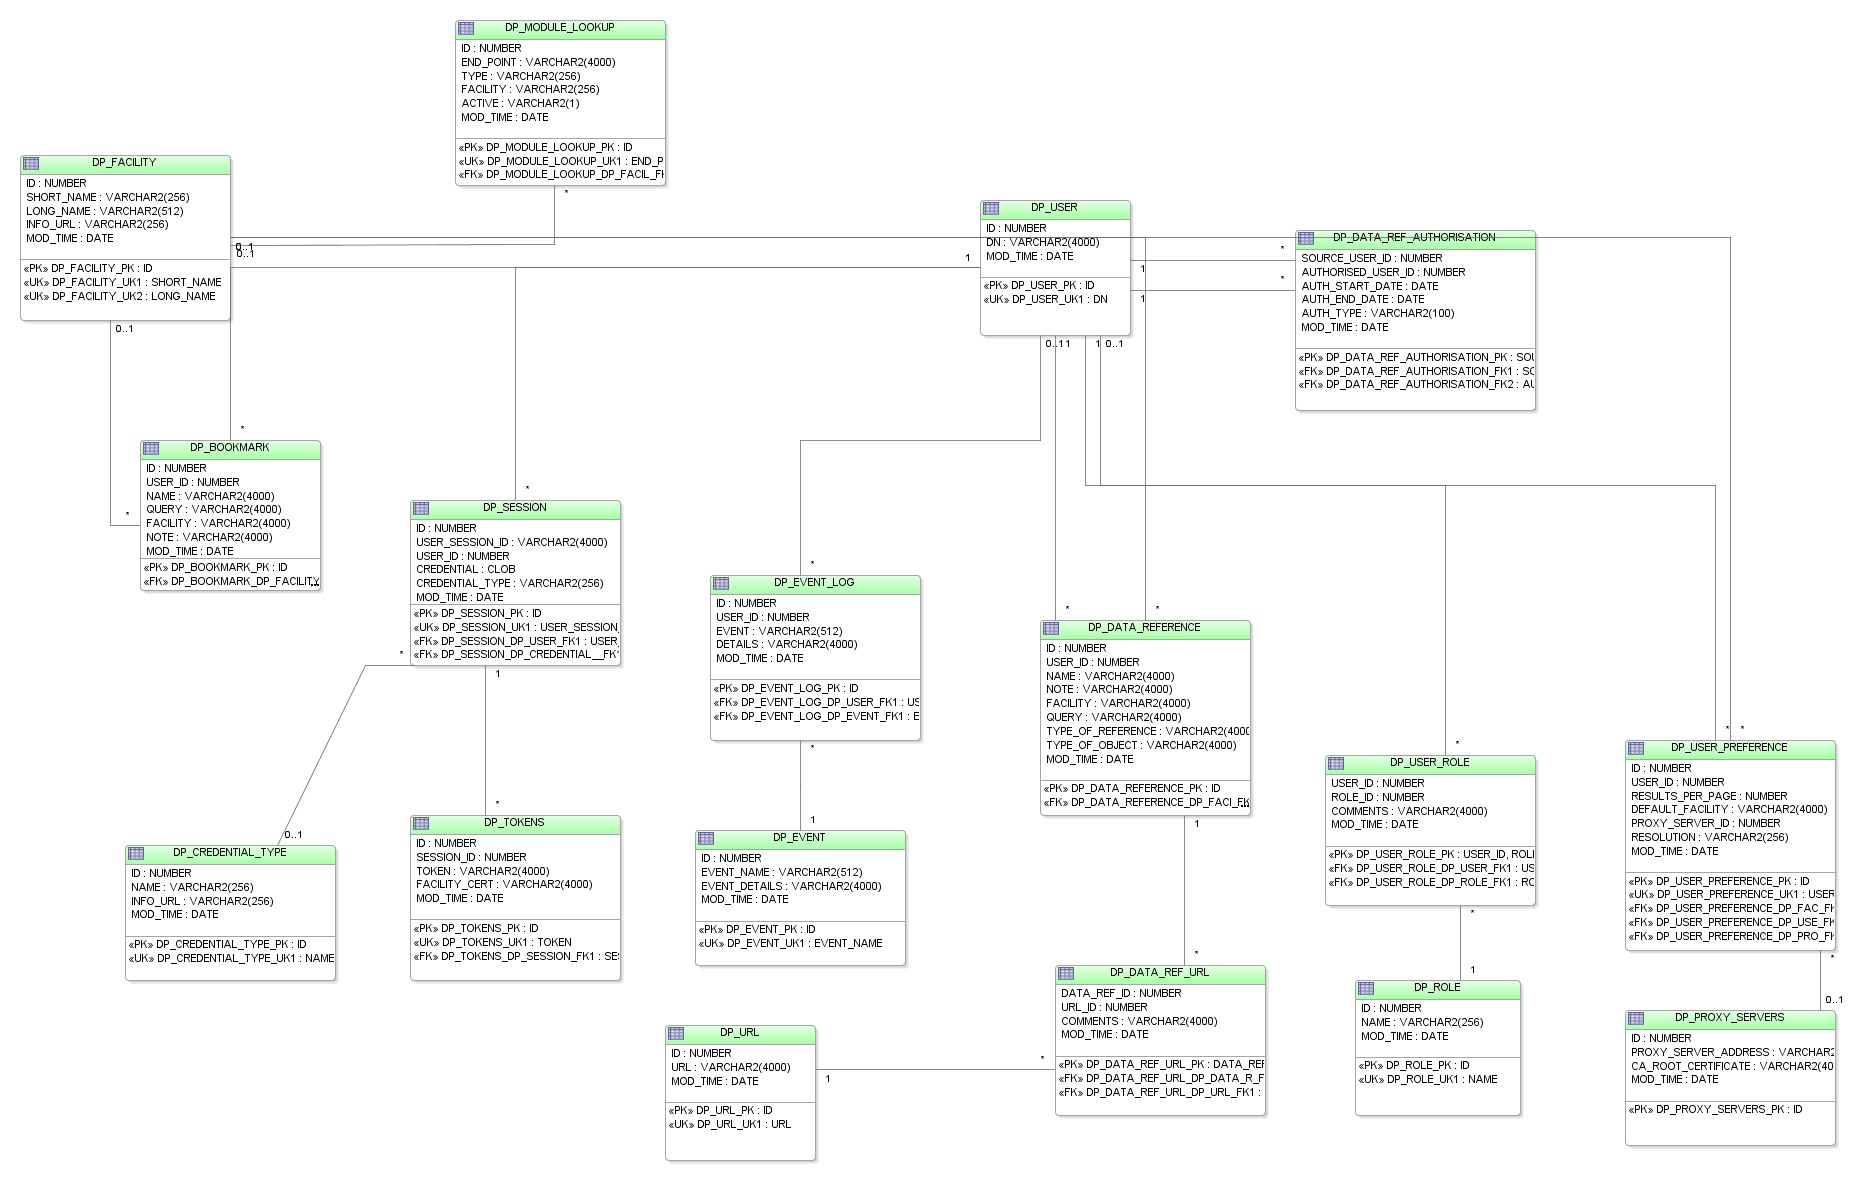 DP_MODULE_LOOKUP
ID : NUMBER
END_POINT : VARCHAR2(4000)
TYPE : VARCHAR2(256)
FACILITY : VARCHAR2(256)
ACTIVE : VARCHAR2(1)
MOD_TIME : DATE
«PK» DP_MODULE_LOOKUP_PK : ID
«UK» DP_MODULE_LOOKUP_UK1 : END_P
«FK» DP_MODULE_LOOKUP_DP_FACIL_FK
*
DP_FACILITY
ID : NUMBER
SHORT_NAME : VARCHAR2(256)
LONG_NAME : VARCHAR2(512)
INFO_URL : VARCHAR2(256)
MOD_TIME : DATE
«PK» DP_FACILITY_PK : ID
«UK» DP_FACILITY_UK1 : SHORT_NAME
«UK» DP_FACILITY_UK2 : LONG_NAME
0..1
0..1
0..1
DP_USER
ID : NUMBER
DN : VARCHAR2(4000)
MOD_TIME : DATE
«PK» DP_USER_PK : ID
«UK» DP_USER_UK1 : DN
1
1
1
*
*
0..1 1
1
0..1
DP_DATA_REF_AUTHORISATION
SOURCE_USER_ID : NUMBER
AUTHORISED_USER_ID : NUMBER
AUTH_START_DATE : DATE
AUTH_END_DATE : DATE
AUTH_TYPE : VARCHAR2(100)
MOD_TIME : DATE
«PK» DP_DATA_REF_AUTHORISATION_PK : SOU
«FK» DP_DATA_REF_AUTHORISATION_FK1 : SO
«FK» DP_DATA_REF_AUTHORISATION_FK2 : AU
*
*
DP_BOOKMARK
ID : NUMBER
USER_ID : NUMBER
NAME : VARCHAR2(4000)
QUERY : VARCHAR2(4000)
FACILITY : VARCHAR2(4000)
NOTE : VARCHAR2(4000)
MOD_TIME : DATE
«PK» DP_BOOKMARK_PK : ID
«FK» DP_BOOKMARK_DP_FACILITY...
*
DP_SESSION
ID : NUMBER
USER_SESSION_ID : VARCHAR2(4000)
USER_ID : NUMBER
CREDENTIAL : CLOB
CREDENTIAL_TYPE : VARCHAR2(256)
MOD_TIME : DATE
«PK» DP_SESSION_PK : ID
«UK» DP_SESSION_UK1 : USER_SESSION_
«FK» DP_SESSION_DP_USER_FK1 : USER_
«FK» DP_SESSION_DP_CREDENTIAL__FK1
*
1
*
DP_EVENT_LOG
ID : NUMBER
USER_ID : NUMBER
EVENT : VARCHAR2(512)
DETAILS : VARCHAR2(4000)
MOD_TIME : DATE
«PK» DP_EVENT_LOG_PK : ID
«FK» DP_EVENT_LOG_DP_USER_FK1 : US
«FK» DP_EVENT_LOG_DP_EVENT_FK1 : E
*
*
*
DP_DATA_REFERENCE
ID : NUMBER
USER_ID : NUMBER
NAME : VARCHAR2(4000)
NOTE : VARCHAR2(4000)
FACILITY : VARCHAR2(4000)
QUERY : VARCHAR2(4000)
TYPE_OF_REFERENCE : VARCHAR2(4000
TYPE_OF_OBJECT : VARCHAR2(4000)
MOD_TIME : DATE
«PK» DP_DATA_REFERENCE_PK : ID
«FK» DP_DATA_REFERENCE_DP_FACI_FK...
1
*
DP_USER_ROLE
USER_ID : NUMBER
ROLE_ID : NUMBER
COMMENTS : VARCHAR2(4000)
MOD_TIME : DATE
«PK» DP_USER_ROLE_PK : USER_ID, ROLE
«FK» DP_USER_ROLE_DP_USER_FK1 : US
«FK» DP_USER_ROLE_DP_ROLE_FK1 : RO
*
1
* *
DP_USER_PREFERENCE
ID : NUMBER
USER_ID : NUMBER
RESULTS_PER_PAGE : NUMBER
DEFAULT_FACILITY : VARCHAR2(4000)
PROXY_SERVER_ID : NUMBER
RESOLUTION : VARCHAR2(256)
MOD_TIME : DATE
«PK» DP_USER_PREFERENCE_PK : ID
«UK» DP_USER_PREFERENCE_UK1 : USER
«FK» DP_USER_PREFERENCE_DP_FAC_FK
«FK» DP_USER_PREFERENCE_DP_USE_FK
«FK» DP_USER_PREFERENCE_DP_PRO_FK
*
0..1
0..1
DP_CREDENTIAL_TYPE
ID : NUMBER
NAME : VARCHAR2(256)
INFO_URL : VARCHAR2(256)
MOD_TIME : DATE
«PK» DP_CREDENTIAL_TYPE_PK : ID
«UK» DP_CREDENTIAL_TYPE_UK1 : NAME
*
DP_TOKENS
ID : NUMBER
SESSION_ID : NUMBER
TOKEN : VARCHAR2(4000)
FACILITY_CERT : VARCHAR2(4000)
MOD_TIME : DATE
«PK» DP_TOKENS_PK : ID
«UK» DP_TOKENS_UK1 : TOKEN
«FK» DP_TOKENS_DP_SESSION_FK1 : SES
1
DP_EVENT
ID : NUMBER
EVENT_NAME : VARCHAR2(512)
EVENT_DETAILS : VARCHAR2(4000)
MOD_TIME : DATE
«PK» DP_EVENT_PK : ID
«UK» DP_EVENT_UK1 : EVENT_NAME
DP_URL
ID : NUMBER
URL : VARCHAR2(4000)
MOD_TIME : DATE
«PK» DP_URL_PK : ID
«UK» DP_URL_UK1 : URL
1
*
*
DP_DATA_REF_URL
DATA_REF_ID : NUMBER
URL_ID : NUMBER
COMMENTS : VARCHAR2(4000)
MOD_TIME : DATE
«PK» DP_DATA_REF_URL_PK : DATA_REF
«FK» DP_DATA_REF_URL_DP_DATA_R_F
«FK» DP_DATA_REF_URL_DP_URL_FK1 :
DP_ROLE
ID : NUMBER
NAME : VARCHAR2(256)
MOD_TIME : DATE
«PK» DP_ROLE_PK : ID
«UK» DP_ROLE_UK1 : NAME
DP_PROXY_SERVERS
ID : NUMBER
PROXY_SERVER_ADDRESS : VARCHAR2
CA_ROOT_CERTIFICATE : VARCHAR2(40
MOD_TIME : DATE
«PK» DP_PROXY_SERVERS_PK : ID